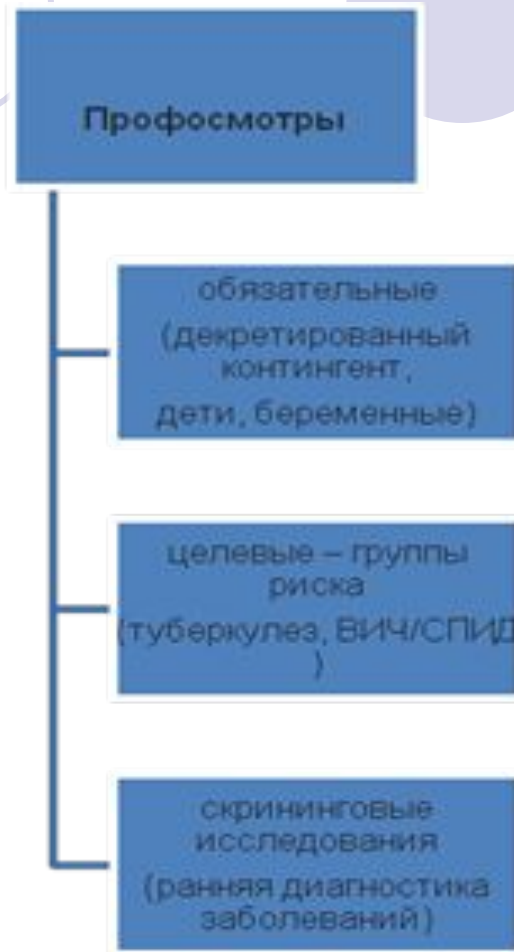 Профосмотры
обязательные
(декретированный
контингент,
дети, беременные)
целевые – группы
риска
(туберкулез, ВИЧ/СПИД
)
скрининговые
исследования
(ранняя диагностика
заболеваний)